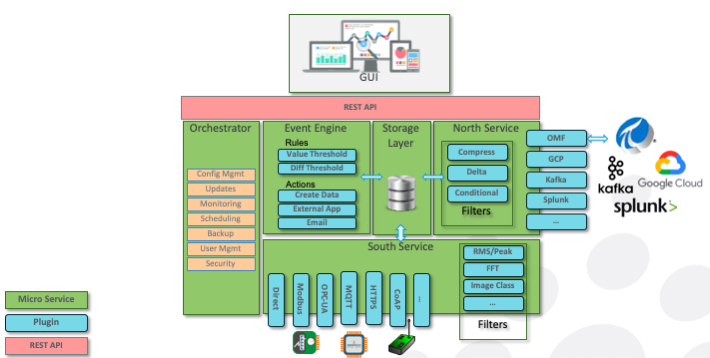 GUI
REST API
Orchestrator
Config Mgmt
Updates
Monitoring
Scheduling
Backup
User Mgmt
Security
Event Engine
Rules
Value Threshold
Diff Threshold
Actions
Create Data
External App
Email
Storage
Layer
North Service
Compress
Delta
Conditional
Filters
OMF
GCP
Kafka
Splunk
...
kafka
Google Cloud
splunk>
South Service
Direct
Modbus
OPC-UA
MQTT
HTTPS
CoAP
...
RMS/Peak
FFT
Image Class
...
Filters
Micro Service
Plugin
REST API